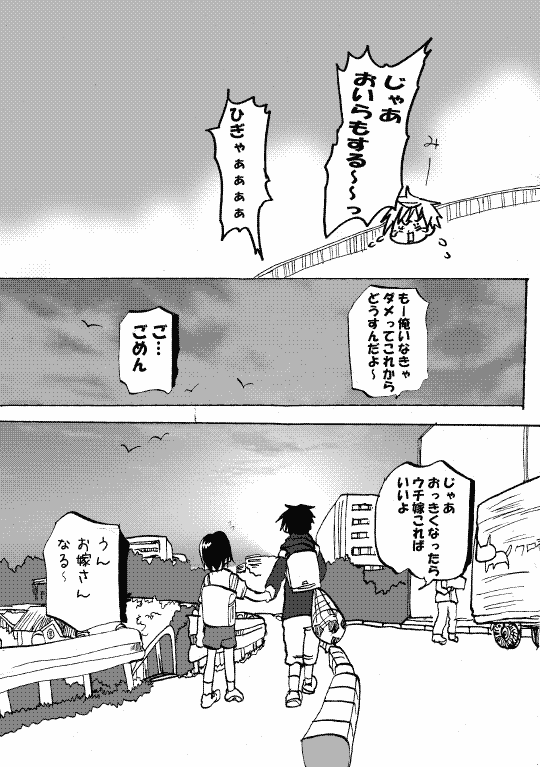 じゃあ
おいらもする～～っ
みー
ひぎゃぁぁぁぁぁ
もー俺いなきゃ
ダメってこれから
どうすんだよ～
ご…
ごめん
じゃあ
おっきくなったら
ウチ嫁これば
いいよ
うん
お嫁さん
なる～